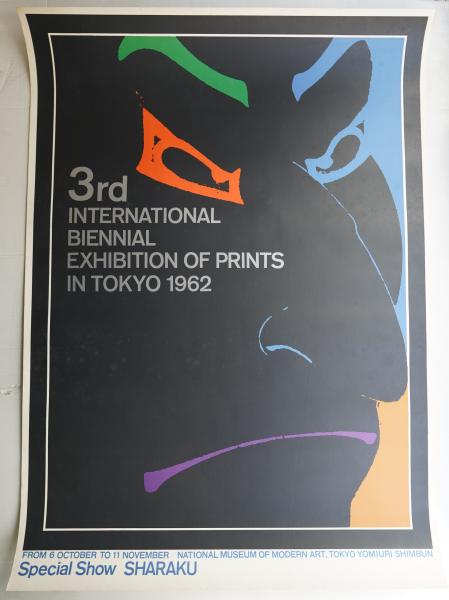 3rd
INTERNATIONAL
BIENNIAL
EXHIBITION OF PRINTS
IN TOKYO 1962
FROM 6 OCTOBER TO 11 NOVEMBER NATIONAL MUSEUM OF MODERN ART, TOKYO YOMIURI SHIMBUN
Special Show SHARAKU